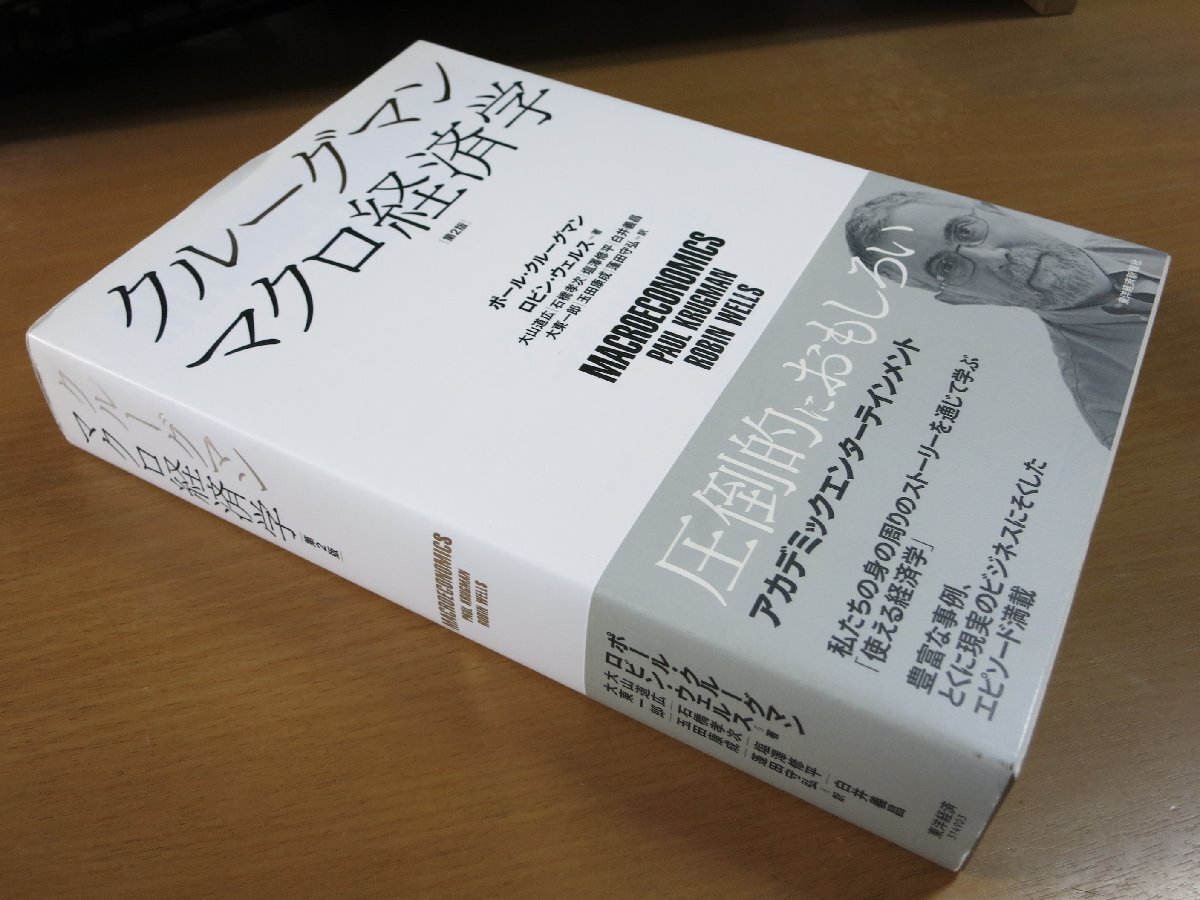 クルーグマン
マクロ経済学
[第2版]
ポール・クルーグマン
ロビン・ウェルス・著
大山道広 石橋孝次 塩澤修平 白井義昌
大東一郎 玉田康成 蓬田守弘・訳
MACROECONOMICS
PAUL KRUGMAN
ROBIN WELLS
東洋経済新報社
圧倒的におもしろい
アカデミックエンターテインメント
私たちの身の周りのストーリーを通じて学ぶ
「使える経済学」
豊富な事例、
とくに現実のビジネスにそくした
エピソード満載
クルーグマン
マクロ経済学
[第2版]
MACROECONOMICS
PAUL KRUGMAN
ROBIN WELLS
ポール・クルーグマン
ロビン・ウェルス 著
大山道広 石橋孝次 塩澤修平 白井義昌
大東一郎 玉田康成 蓬田守弘 訳
東洋経済
314903